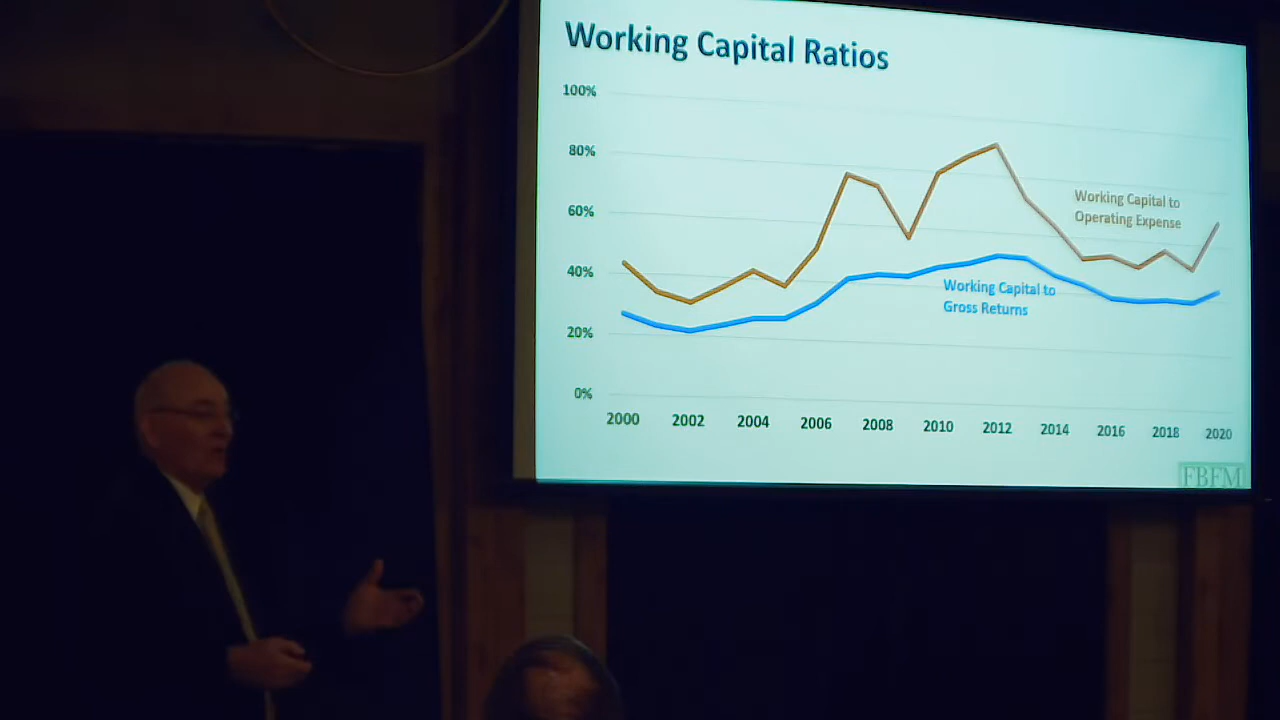 Working Capital Ratios
100%
80%
60%
40%
20%
0%
Working Capital to
Operating Expense
Working Capital to
Gross Returns
2000 2002 2004 2006 2008 2010 2012 2014 2016 2018 2020
FBFM